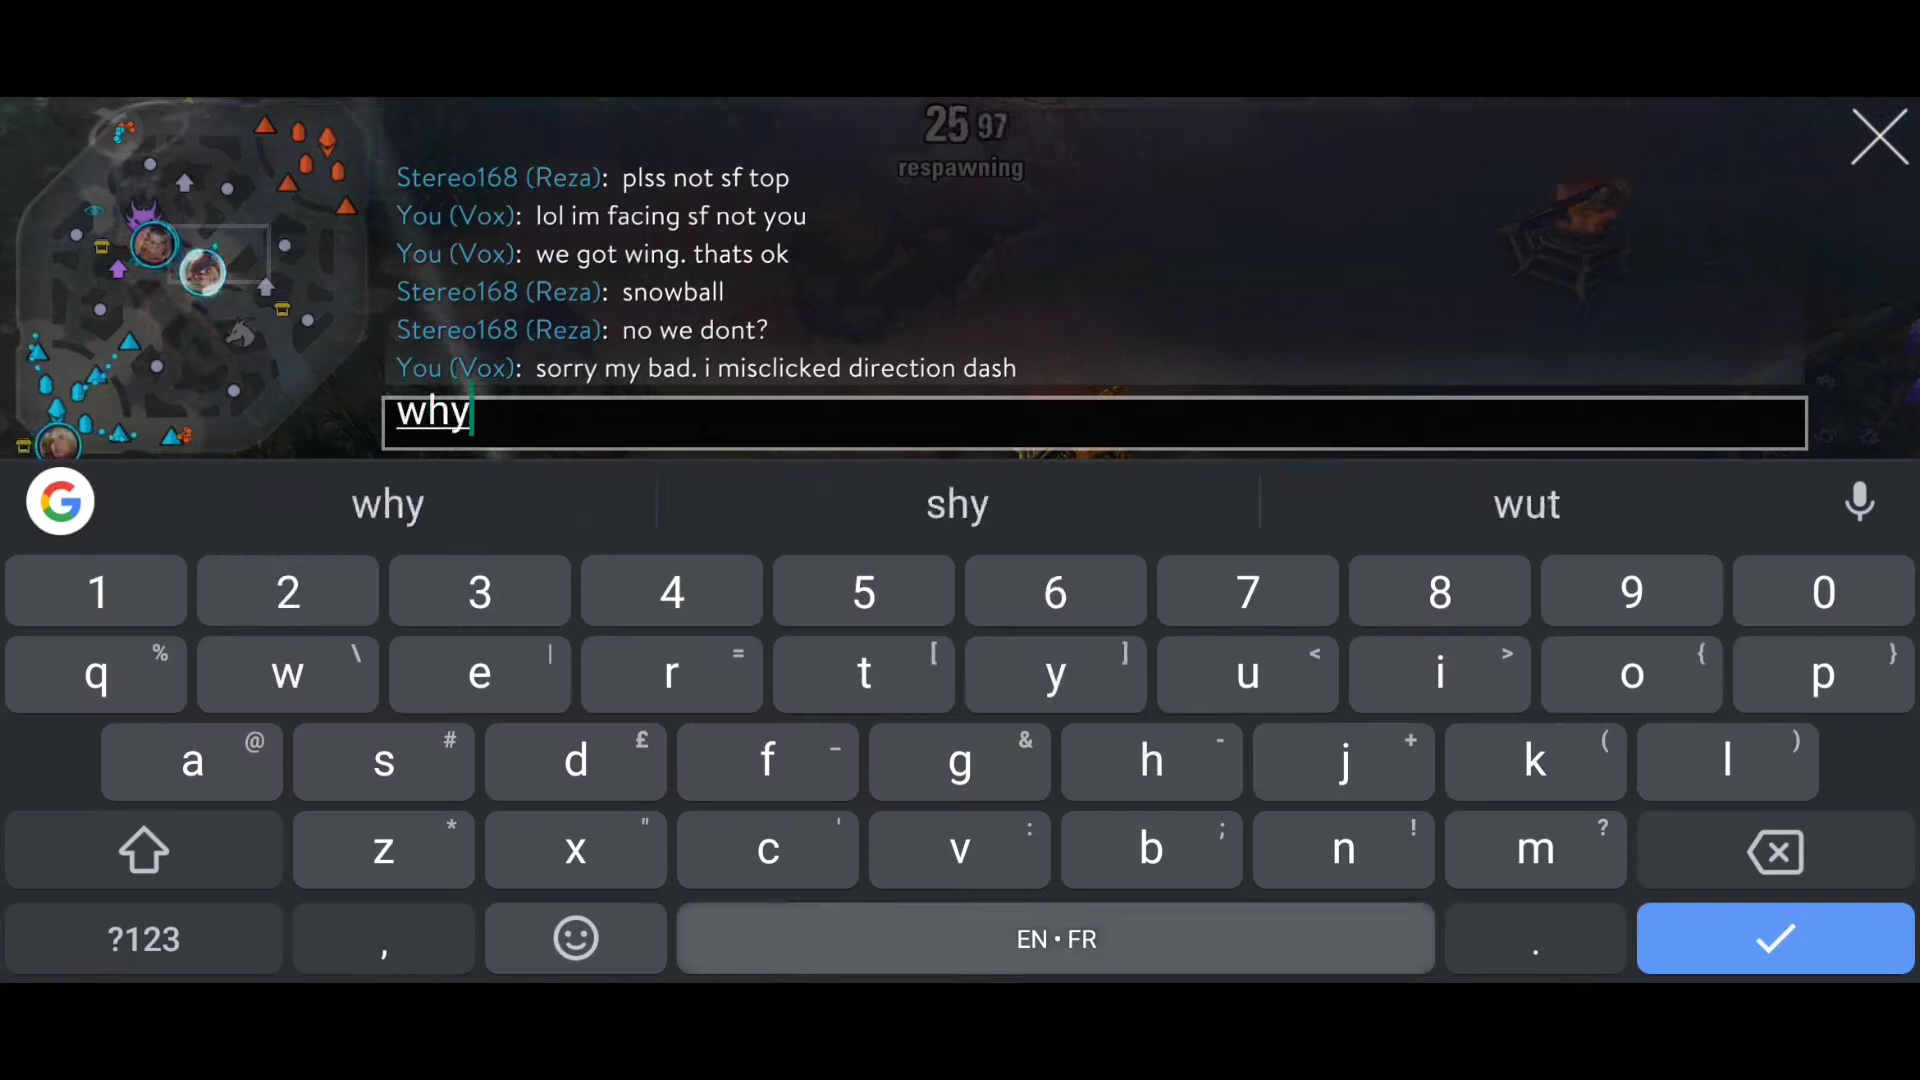 25 97
respawning
Stereo168 (Reza): plss not sf top
You (Vox): lol im facing sf not you
You (Vox): we got wing. thats ok
Stereo168 (Reza): snowball
Stereo168 (Reza): no we dont?
You (Vox): sorry my bad. i misclicked direction dash
why
G why shy wut
1 2 3 4 5 6 7 8 9 0
q % w \ e | r = t [ y ] u < i > o { p }
a @ s # d £ f _ g & h - j + k ( l )
z * x " c ' v : b ; n ! m ?
?123 , EN • FR .